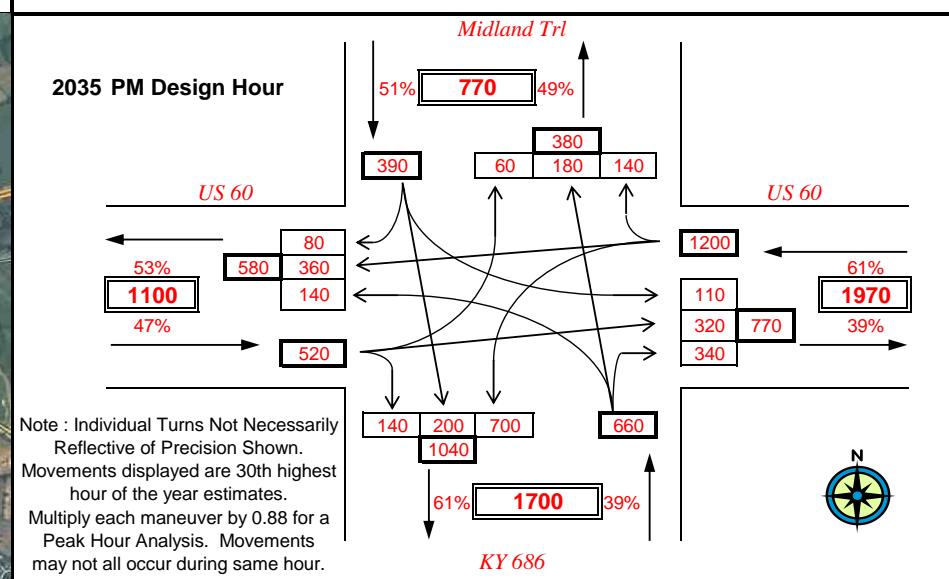 Midland Trl
2035 PM Design Hour
51% 770 49%
380
390 60 180 140
US 60 US 60
80 1200
53% 580 360 61%
1100 140 110 1970
47% 320 770 39%
520 340
140 200 700 660
1040
61% 1700 39%
Note : Individual Turns Not Necessarily
Reflective of Precision Shown.
Movements displayed are 30th highest
hour of the year estimates.
Multiply each maneuver by 0.88 for a
Peak Hour Analysis. Movements
may not all occur during same hour.
N
KY 686